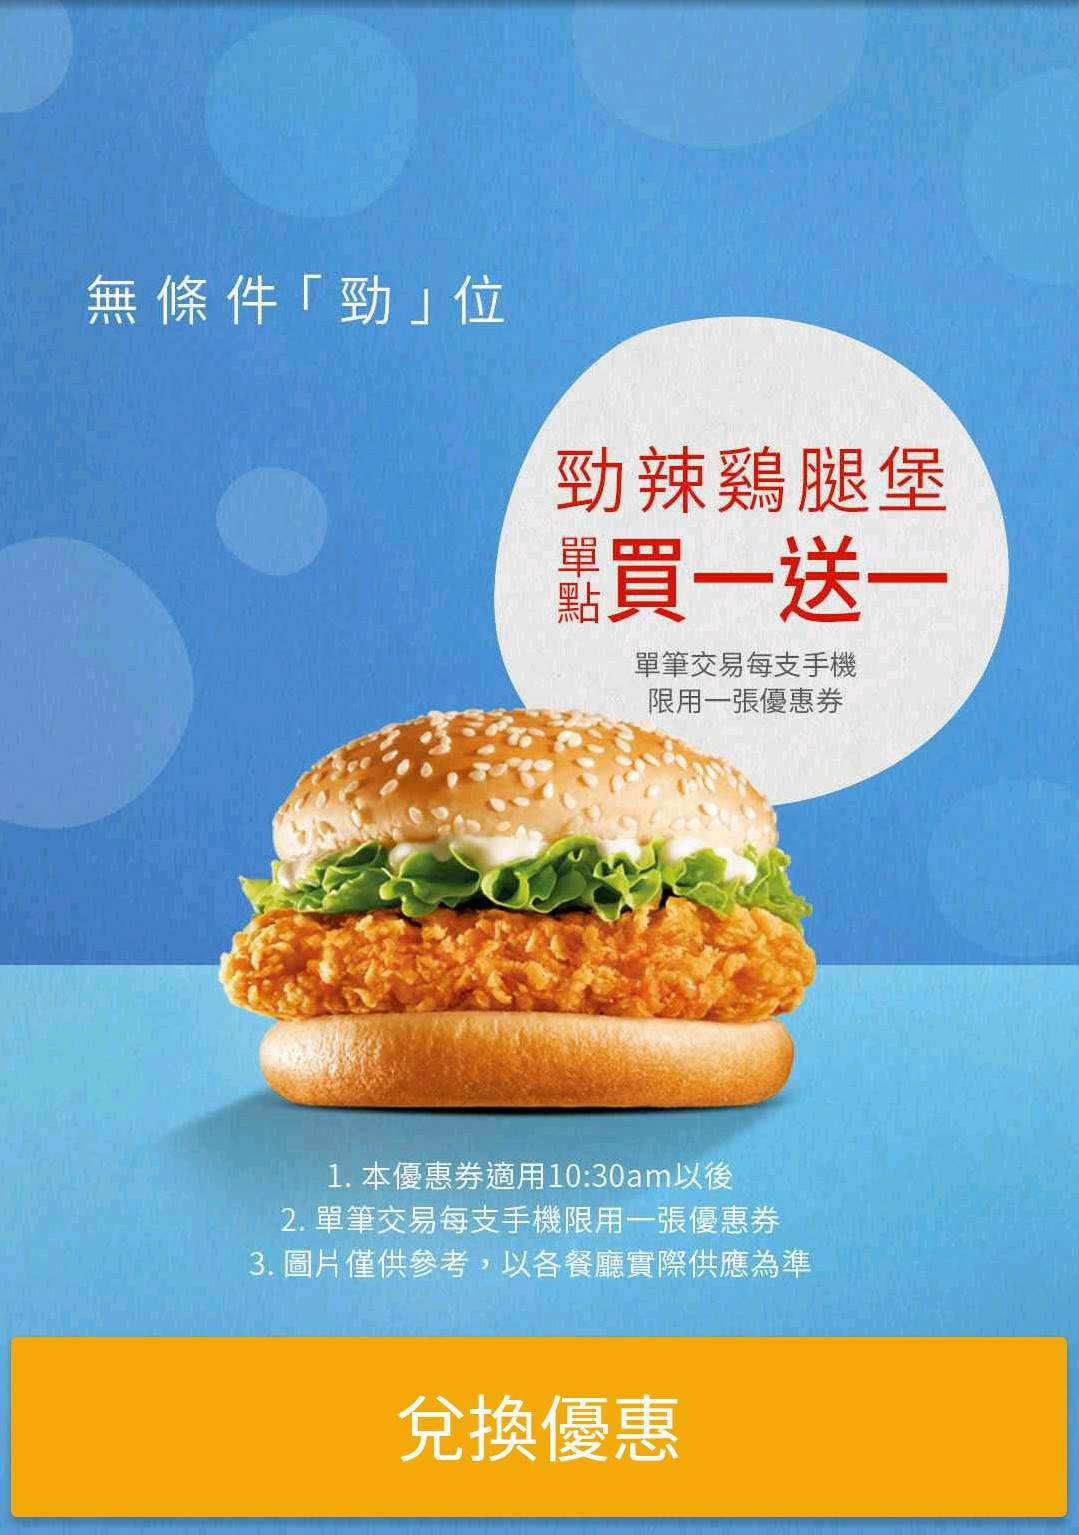 無條件「勁」位
勁辣鷄腿堡
單點買一送一
單筆交易每支手機
限用一張優惠券
1. 本優惠券適用10:30am以後
2. 單筆交易每支手機限用一張優惠券
3. 圖片僅供參考，以各餐廳實際供應為準
兌換優惠